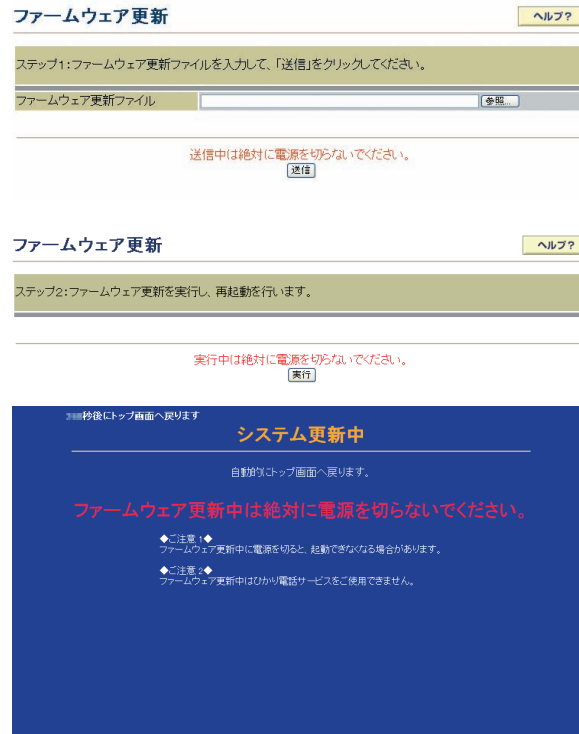 ファームウェア更新
ヘルプ?
ステップ1:ファームウェア更新ファイルを入力して、「送信」をクリックしてください。
ファームウェア更新ファイル
参照...
送信中は絶対に電源を切らないでください。
送信
ファームウェア更新
ヘルプ?
ステップ2:ファームウェア更新を実行し、再起動を行います。
実行中は絶対に電源を切らないでください。
実行
秒後にトップ画面へ戻ります
システム更新中
自動的にトップ画面へ戻ります。
ファームウェア更新中は絶対に電源を切らないでください。
◆ご注意 1◆
ファームウェア更新中に電源を切ると、起動できなくなる場合があります。
◆ご注意 2◆
ファームウェア更新中はひかり電話サービスをご使用できません。